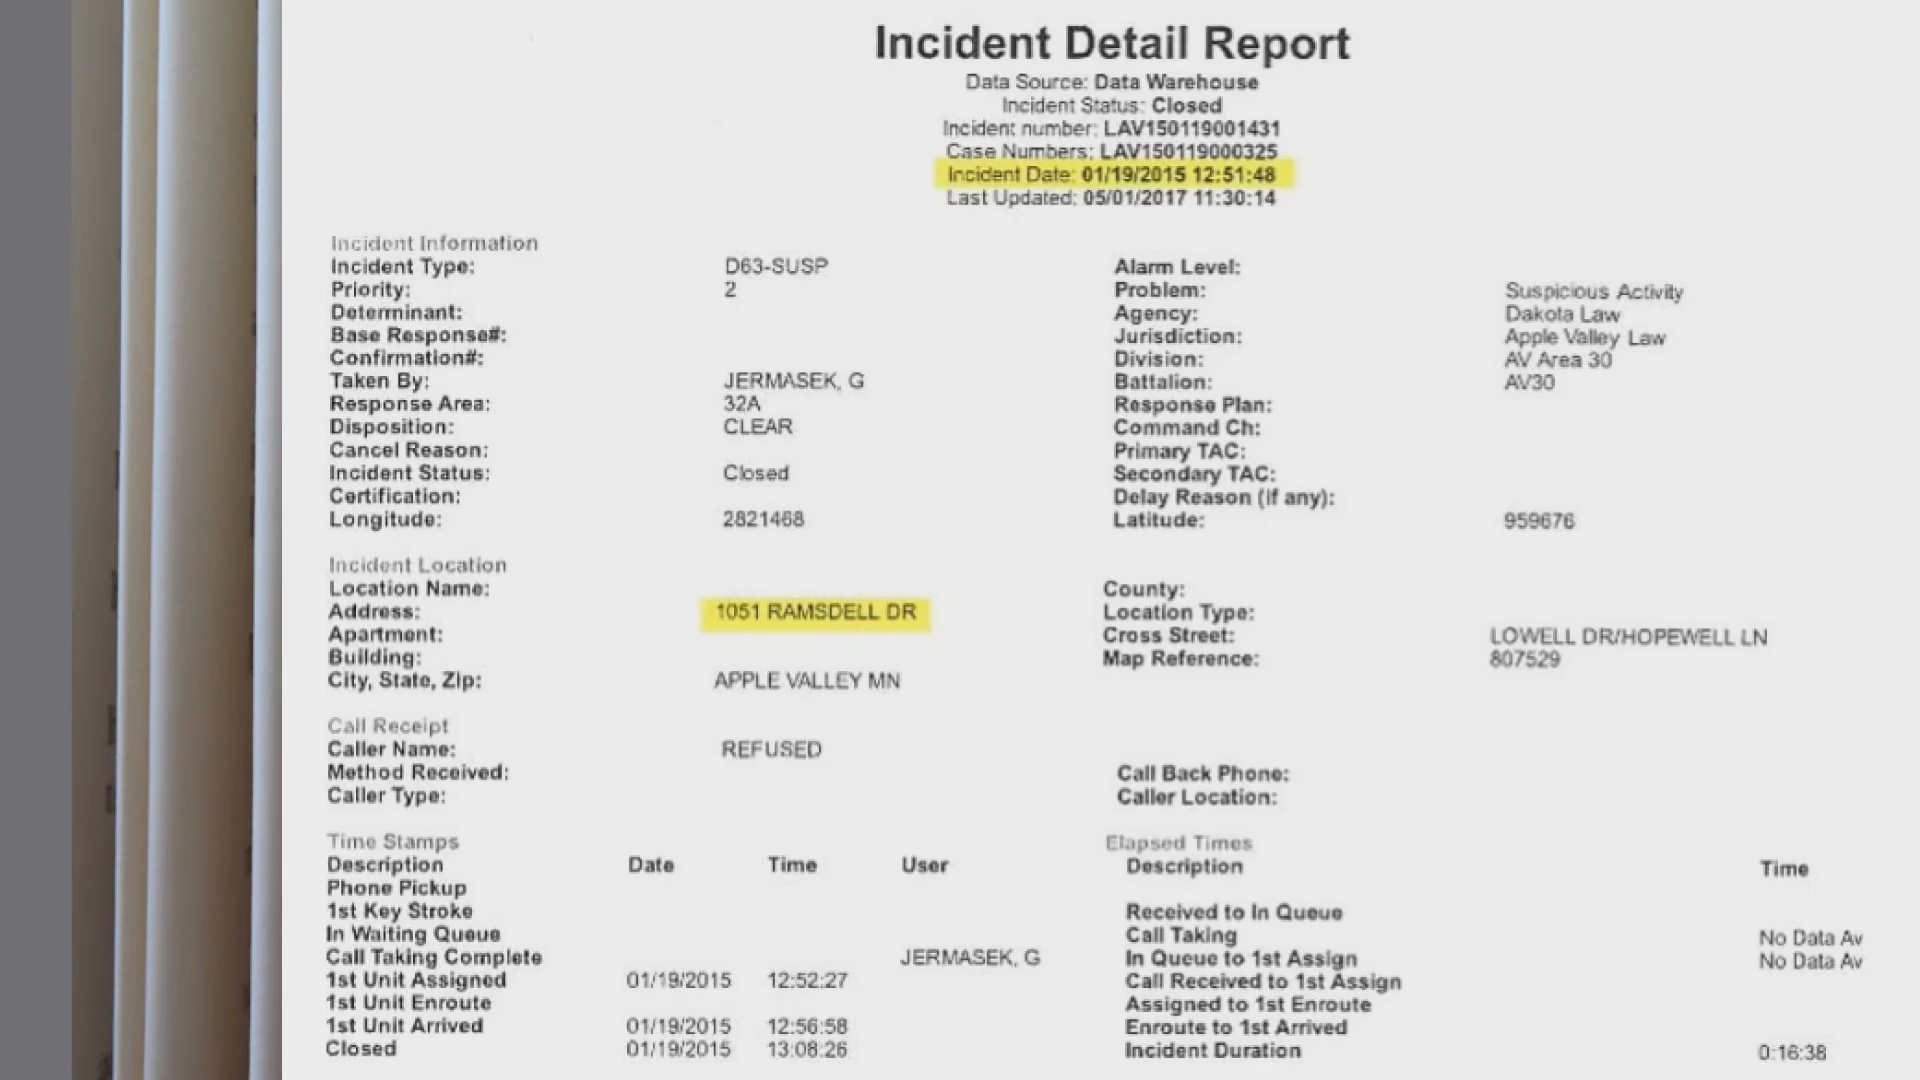 Incident Detail Report
Data Source: Data Warehouse
Incident Status: Closed
Incident number: LAV150119001431
Case Numbers: LAV150119000325
Incident Date: 01/19/2015 12:51:48
Last Updated: 05/01/2017 11:30:14
Incident Information
Incident Type: D63-SUSP Alarm Level:
Priority: 2 Problem: Suspicious Activity
Determinant: Agency: Dakota Law
Base Response#: Jurisdiction: Apple Valley Law
Confirmation#: Division: AV Area 30
Taken By: JERMASEK, G Battalion: AV30
Response Area: 32A Response Plan:
Disposition: CLEAR Command Ch:
Cancel Reason: Primary TAC:
Incident Status: Closed Secondary TAC:
Certification: Delay Reason (if any):
Longitude: 2821468 Latitude: 959676
Incident Location
Location Name: County:
Address: 1051 RAMSDELL DR Location Type:
Apartment: Cross Street: LOWELL DR/HOPEWELL LN
Building: Map Reference: 807529
City, State, Zip: APPLE VALLEY MN
Call Receipt
Caller Name: REFUSED
Method Received: Call Back Phone:
Caller Type: Caller Location:
Time Stamps Elapsed Times
Description Date Time User Description Time
Phone Pickup
1st Key Stroke Received to In Queue
In Waiting Queue Call Taking No Data Av
Call Taking Complete JERMASEK, G In Queue to 1st Assign No Data Av
1st Unit Assigned 01/19/2015 12:52:27 Call Received to 1st Assign
1st Unit Enroute Assigned to 1st Enroute
1st Unit Arrived 01/19/2015 12:56:58 Enroute to 1st Arrived
Closed 01/19/2015 13:08:26 Incident Duration 0:16:38